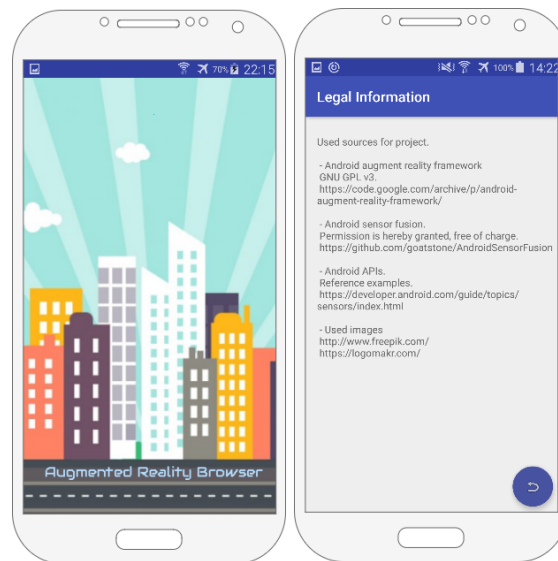 70% 22:15
Augmented Reality Browser
100% 14:22
Legal Information
Used sources for project.
- Android augment reality framework
GNU GPL v3.
https://code.google.com/archive/p/android-
augment-reality-framework/
- Android sensor fusion.
Permission is hereby granted, free of charge.
https://github.com/goatstone/AndroidSensorFusion
- Android APIs.
Reference examples.
https://developer.android.com/guide/topics/
sensors/index.html
- Used images
http://www.freepik.com/
https://logomakr.com/